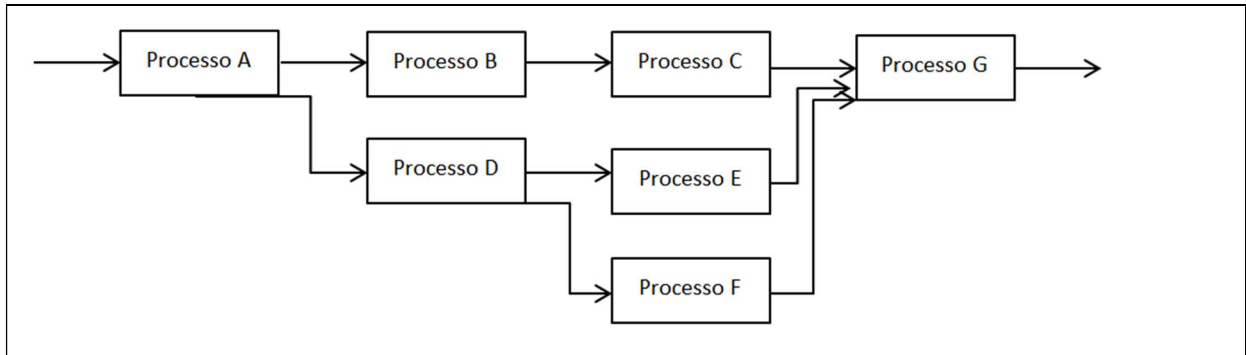 Processo A
Processo B
Processo C
Processo G
Processo D
Processo E
Processo F